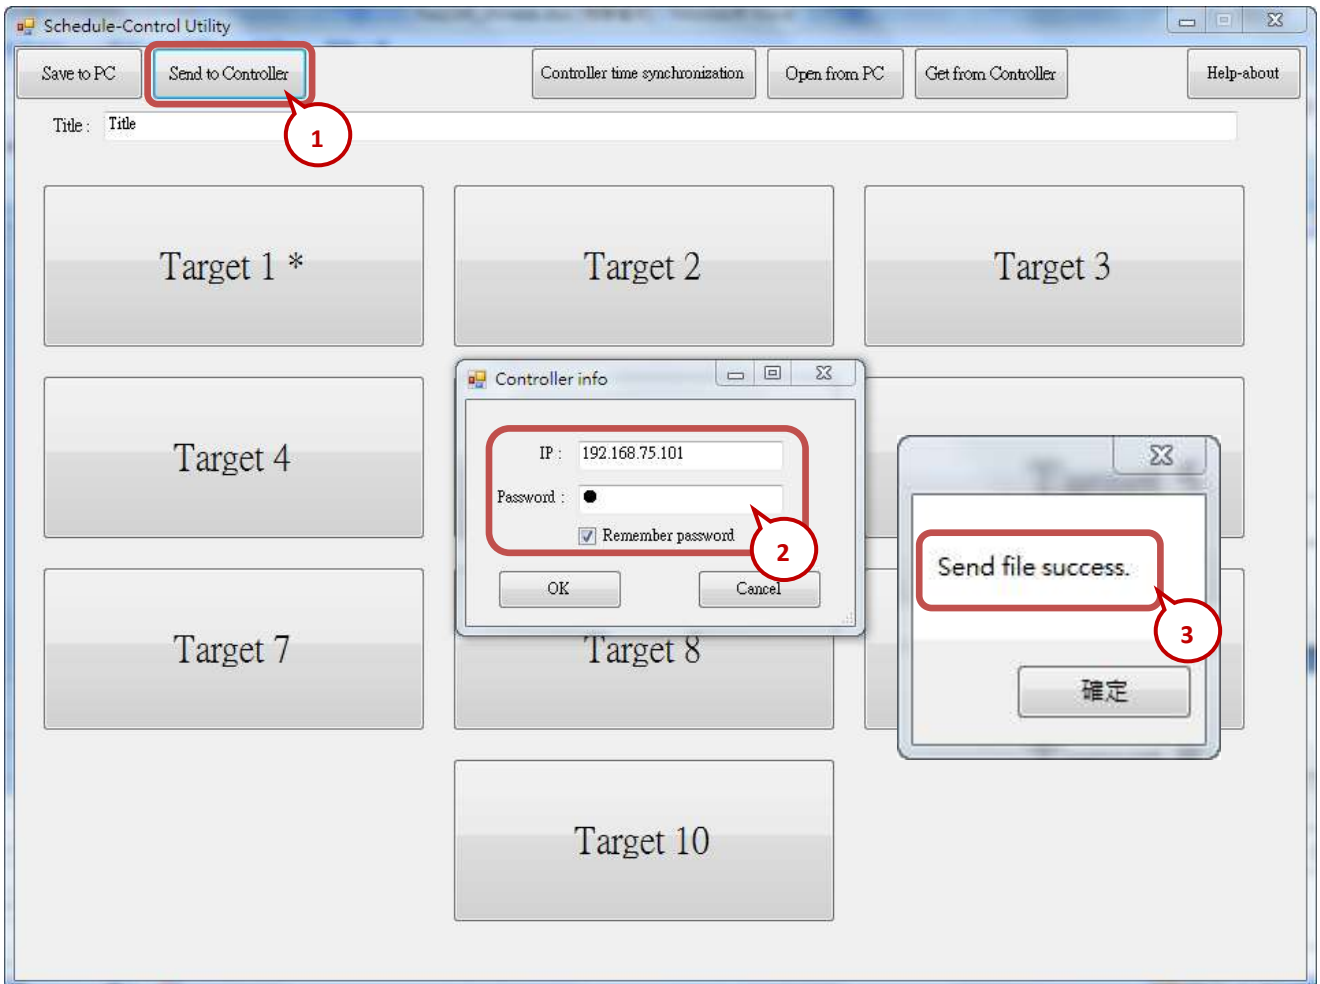 Schedule-Control Utility
Save to PC
Send to Controller
Controller time synchronization
Open from PC
Get from Controller
Help-about
Title :
Title
1
Target 1 *
Target 2
Target 3
Target 4
Controller info
IP :
192.168.75.101
Password :
●
Remember password
2
OK
Cancel
Send file success.
3
確定
Target 7
Target 8
Target 10